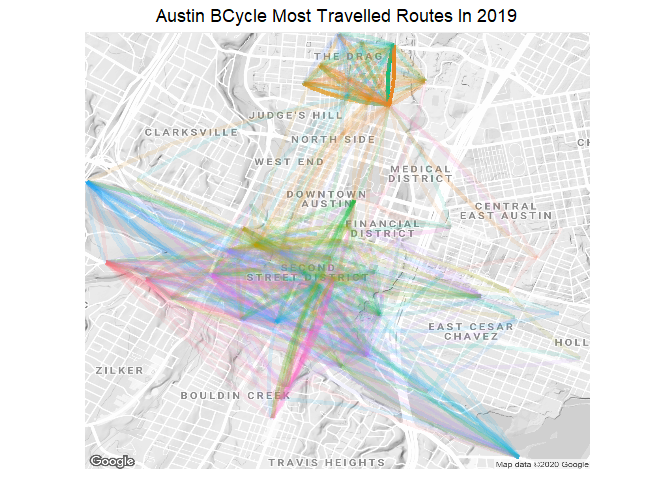 Austin BCycle Most Travelled Routes In 2019
THE DRAG
JUDGE'S HILL
CLARKSVILLE
NORTH SIDE
CH
WEST END
MEDICAL
DISTRICT
DOWNTOWN
AUSTIN
CENTRAL
EAST AUSTIN
FINANCIAL
DISTRICT
SECOND
STREET DISTRICT
EAST CESAR
CHAVEZ
HOLL
ZILKER
BOULDIN CREEK
TRAVIS HEIGHTS
Google
Map data ©2020 Google